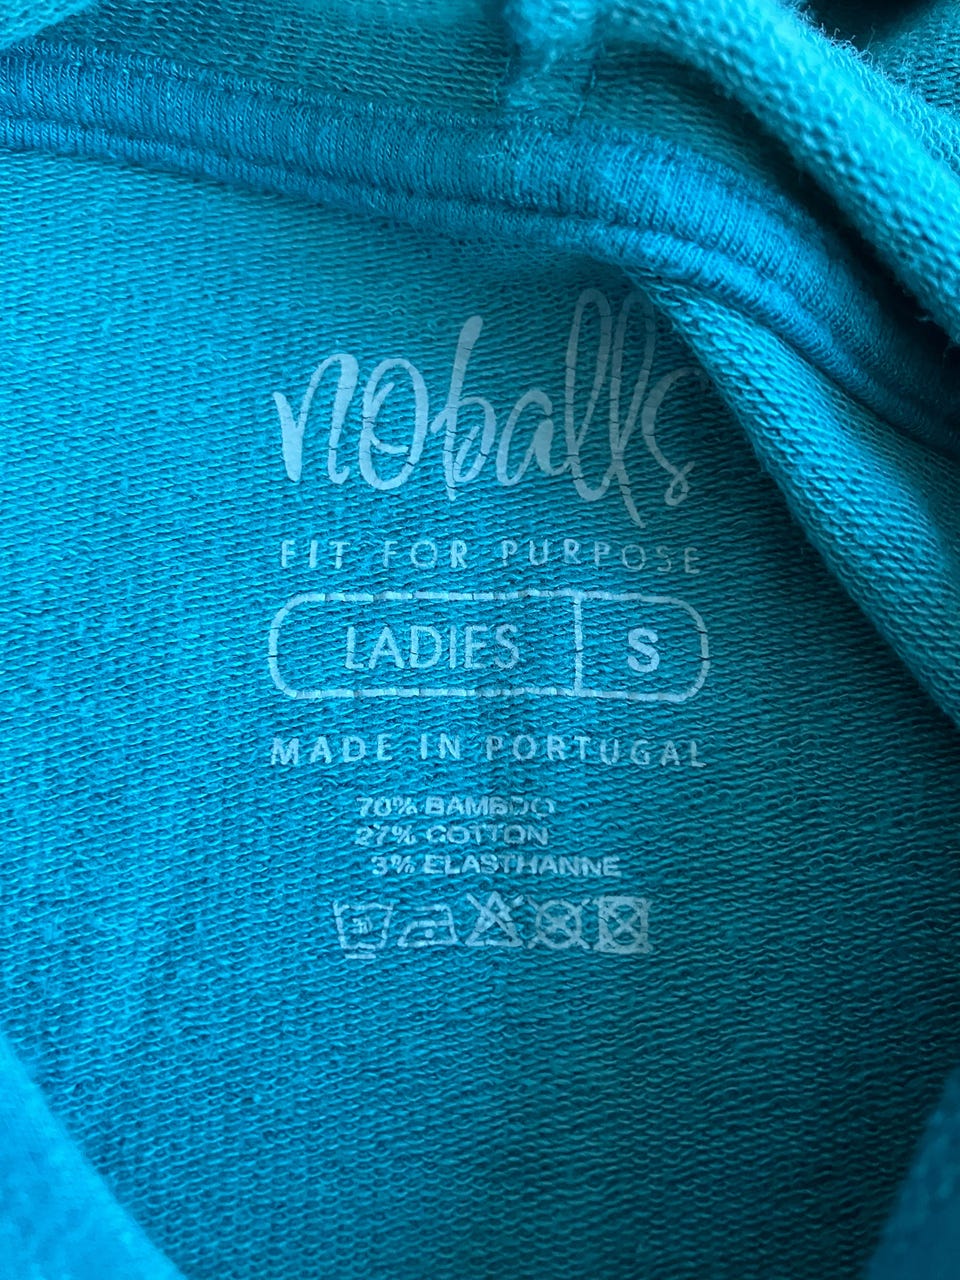 noballs
FIT FOR PURPOSE
LADIES S
MADE IN PORTUGAL
70% BAMBOO
27% COTTON
3% ELASTHANNE